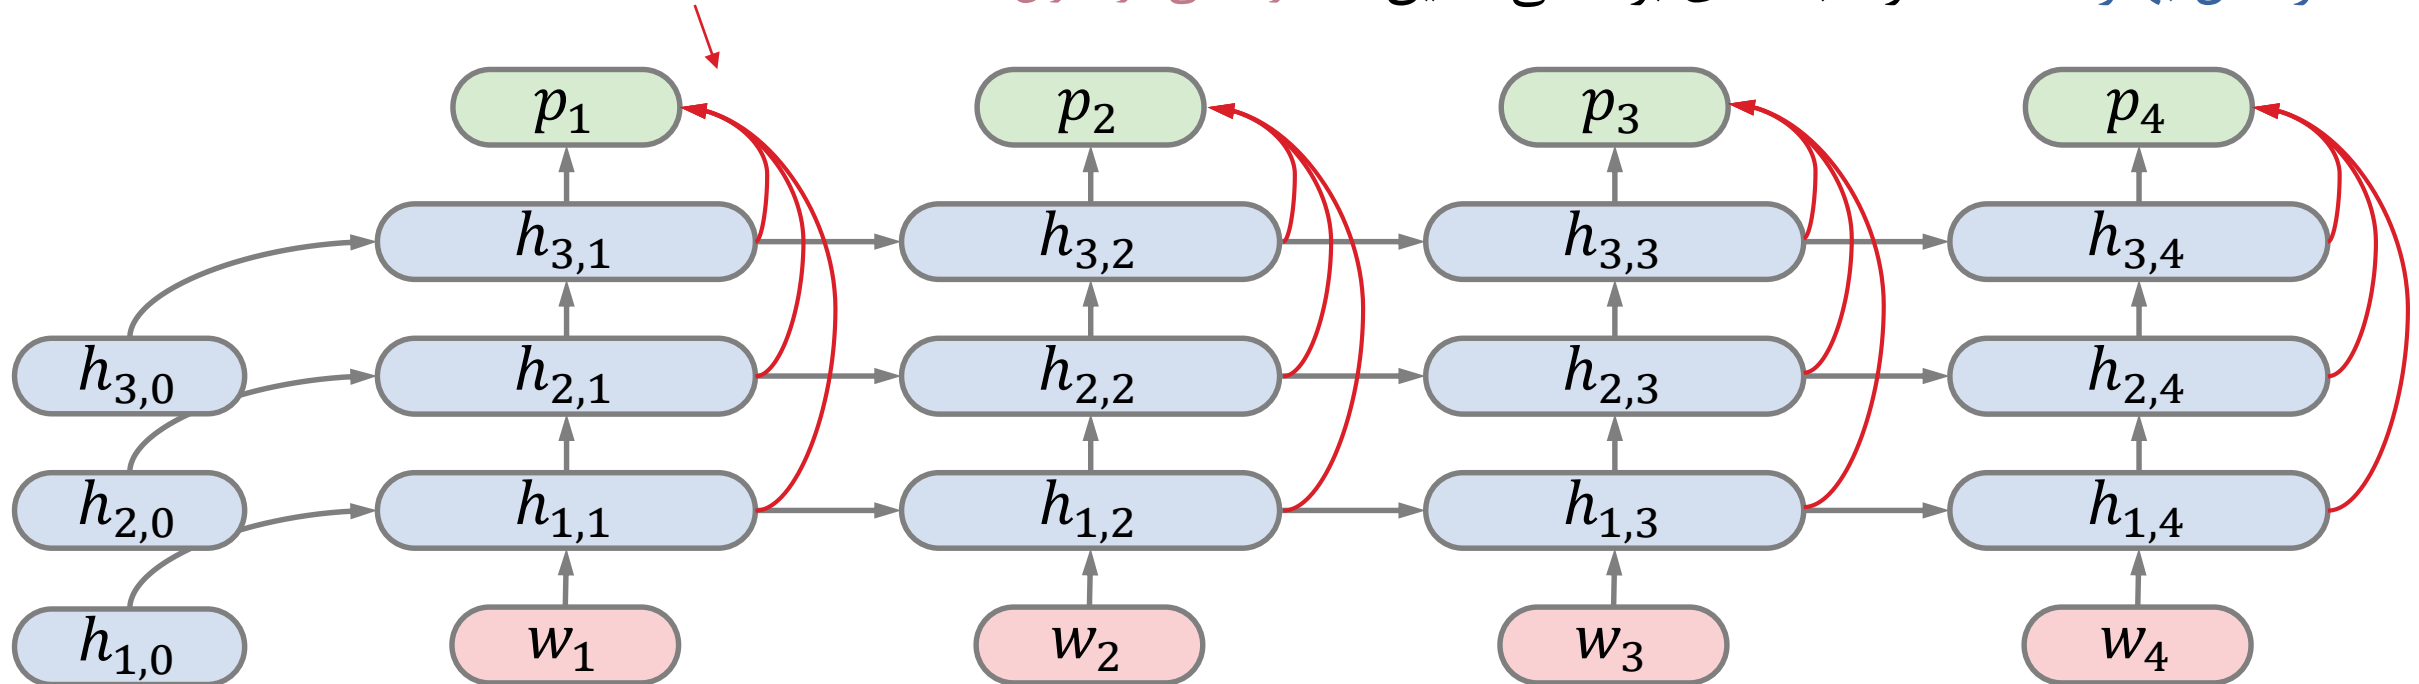 p₁ p₂ p₃ p₄
h₃,₁ h₃,₂ h₃,₃ h₃,₄
h₃,₀ h₂,₁ h₂,₂ h₂,₃ h₂,₄
h₂,₀ h₁,₁ h₁,₂ h₁,₃ h₁,₄
h₁,₀ w₁ w₂ w₃ w₄